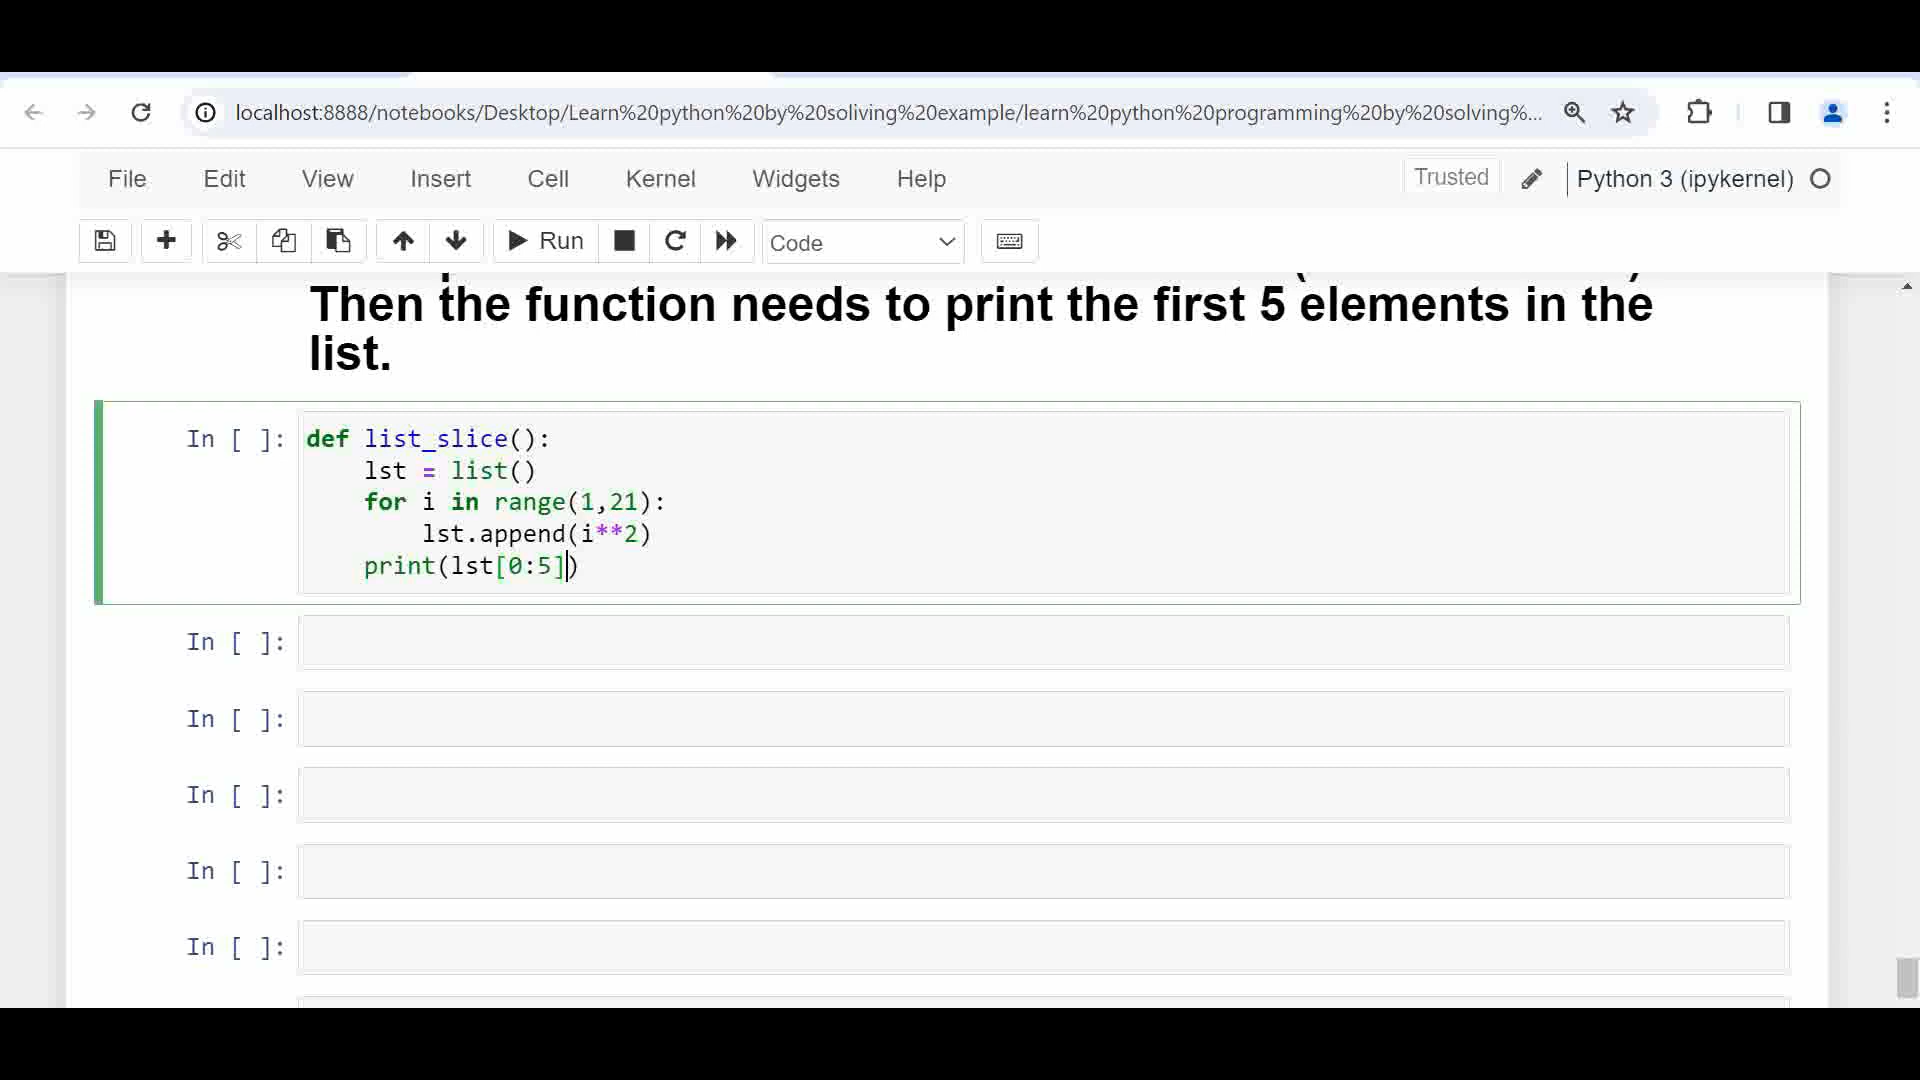 localhost:8888/notebooks/Desktop/Learn%20python%20by%20soliving%20example/learn%20python%20programming%20by%20solving%...
File Edit View Insert Cell Kernel Widgets Help Trusted Python 3 (ipykernel)
Run Code
Then the function needs to print the first 5 elements in the
list.
In [ ]: def list_slice():
lst = list()
for i in range(1,21):
lst.append(i**2)
print(lst[0:5])
In [ ]:
In [ ]:
In [ ]:
In [ ]:
In [ ]: